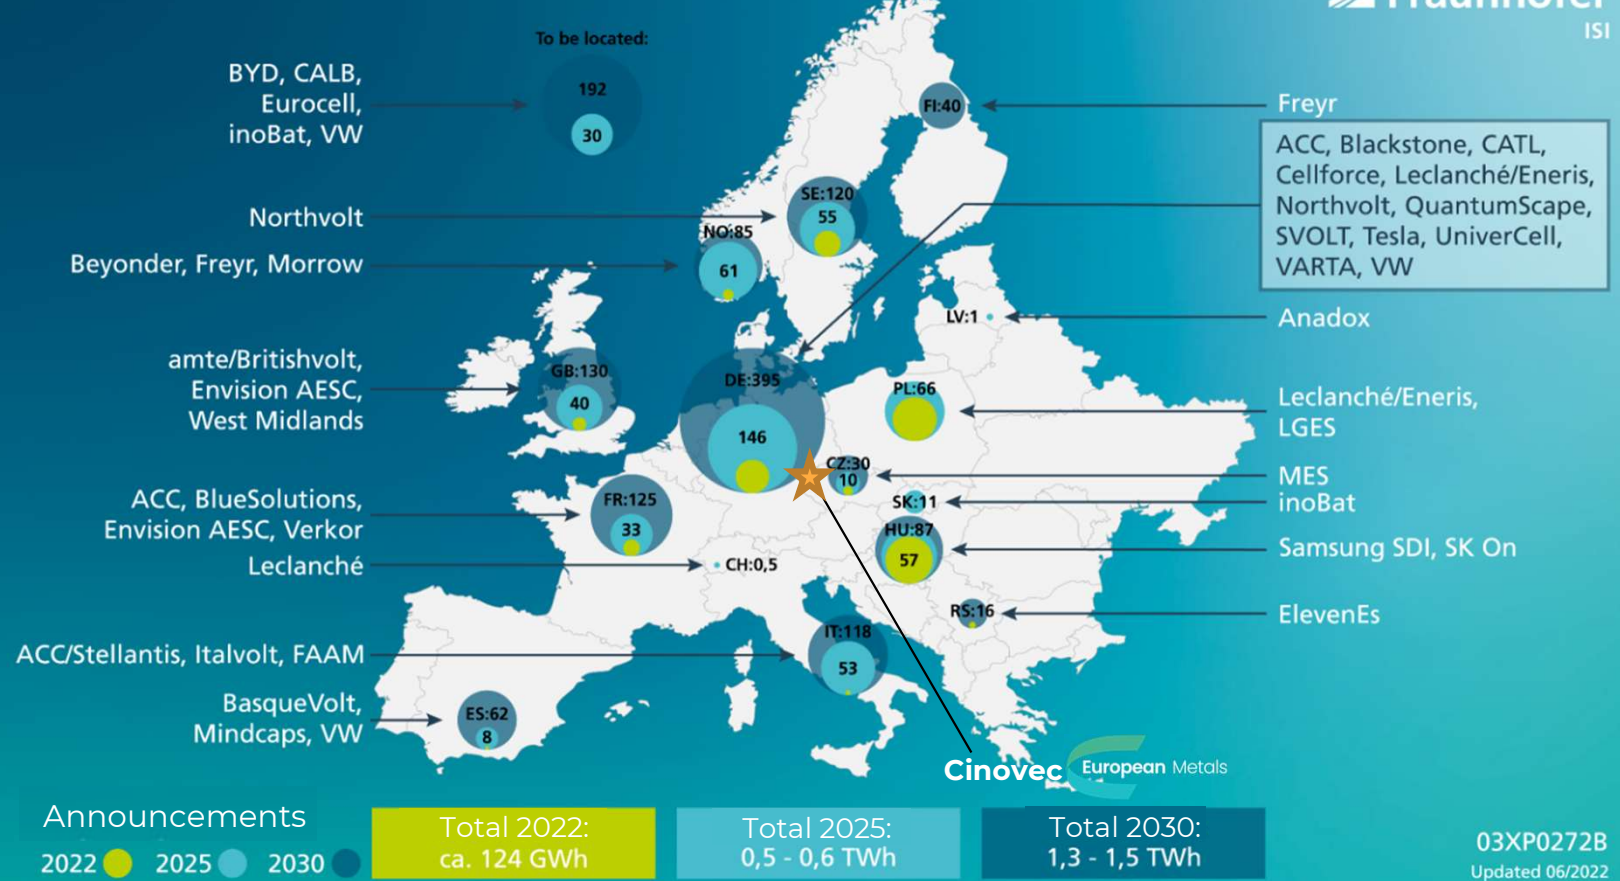 Fraunhofer
ISI
To be located:
192
30
BYD, CALB,
Eurocell,
inoBat, VW
FI:40
Freyr
ACC, Blackstone, CATL,
Cellforce, Leclanché/Eneris,
Northvolt, QuantumScape,
SVOLT, Tesla, UniverCell,
VARTA, VW
Northvolt
SE:120
55
Beyonder, Freyr, Morrow
NO:85
61
LV:1
Anadox
amte/Britishvolt,
Envision AESC,
West Midlands
GB:130
40
DE:395
146
PL:66
Leclanché/Eneris,
LGES
CZ:30
10
MES
SK:11
inoBat
ACC, BlueSolutions,
Envision AESC, Verkor
FR:125
33
HU:87
57
Samsung SDI, SK On
Leclanché
CH:0,5
RS:16
ElevenEs
ACC/Stellantis, Italvolt, FAAM
IT:118
53
BasqueVolt,
Mindcaps, VW
ES:62
8
Cinovec
European Metals
Announcements
2022 2025 2030
Total 2022:
ca. 124 GWh
Total 2025:
0,5 - 0,6 TWh
Total 2030:
1,3 - 1,5 TWh
03XP0272B
Updated 06/2022